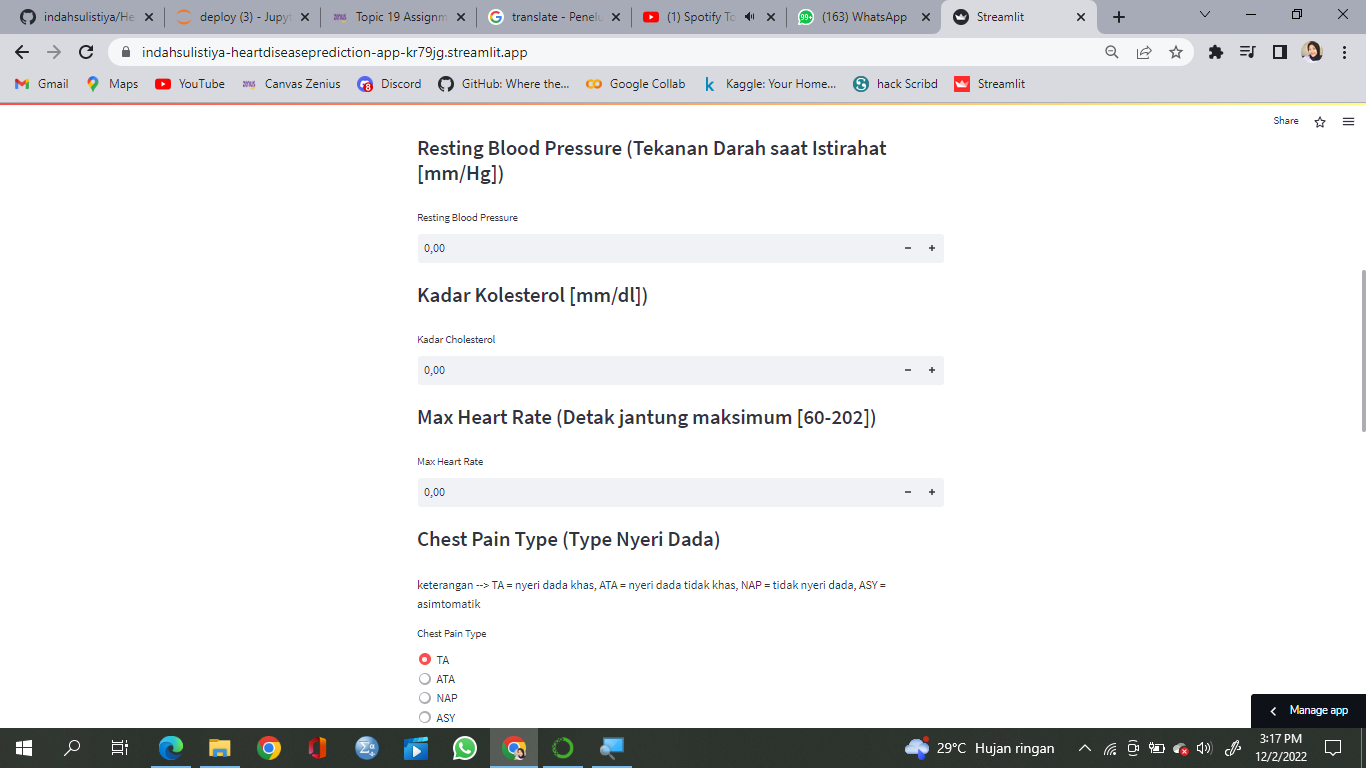 indahsulistiya/He
deploy (3) - Jupyt
Topic 19 Assignm
translate - Penelu
(1) Spotify To
(163) WhatsApp
Streamlit
indahsulistiya-heartdiseaseprediction-app-kr79jg.streamlit.app
Gmail
Maps
YouTube
Canvas Zenius
Discord
GitHub: Where the...
Google Collab
Kaggle: Your Home...
hack Scribd
Streamlit
Share
Resting Blood Pressure (Tekanan Darah saat Istirahat
[mm/Hg])
Resting Blood Pressure
0,00
Kadar Kolesterol [mm/dl])
Kadar Cholesterol
0,00
Max Heart Rate (Detak jantung maksimum [60-202])
Max Heart Rate
0,00
Chest Pain Type (Type Nyeri Dada)
keterangan --> TA = nyeri dada khas, ATA = nyeri dada tidak khas, NAP = tidak nyeri dada, ASY =
asimtomatik
Chest Pain Type
TA
ATA
NAP
ASY
Manage app
29°C Hujan ringan
3:17 PM
12/2/2022